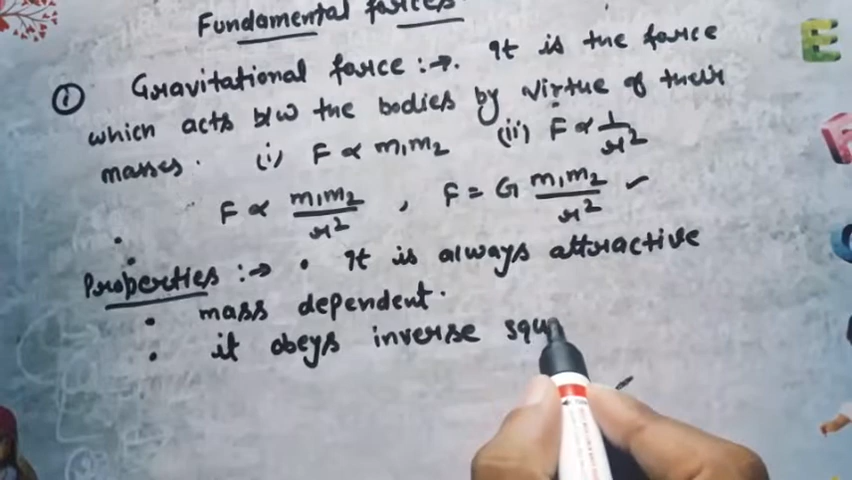 Fundamental forces
① Gravitational force :→. It is the force
which acts b/w the bodies by virtue of their
masses. (i) F ∝ m₁m₂ (ii) F ∝ 1/r²
F ∝ m₁m₂/r² , F = G m₁m₂/r²
Properties :→ • It is always attractive
• mass dependent.
• it obeys inverse squ
E